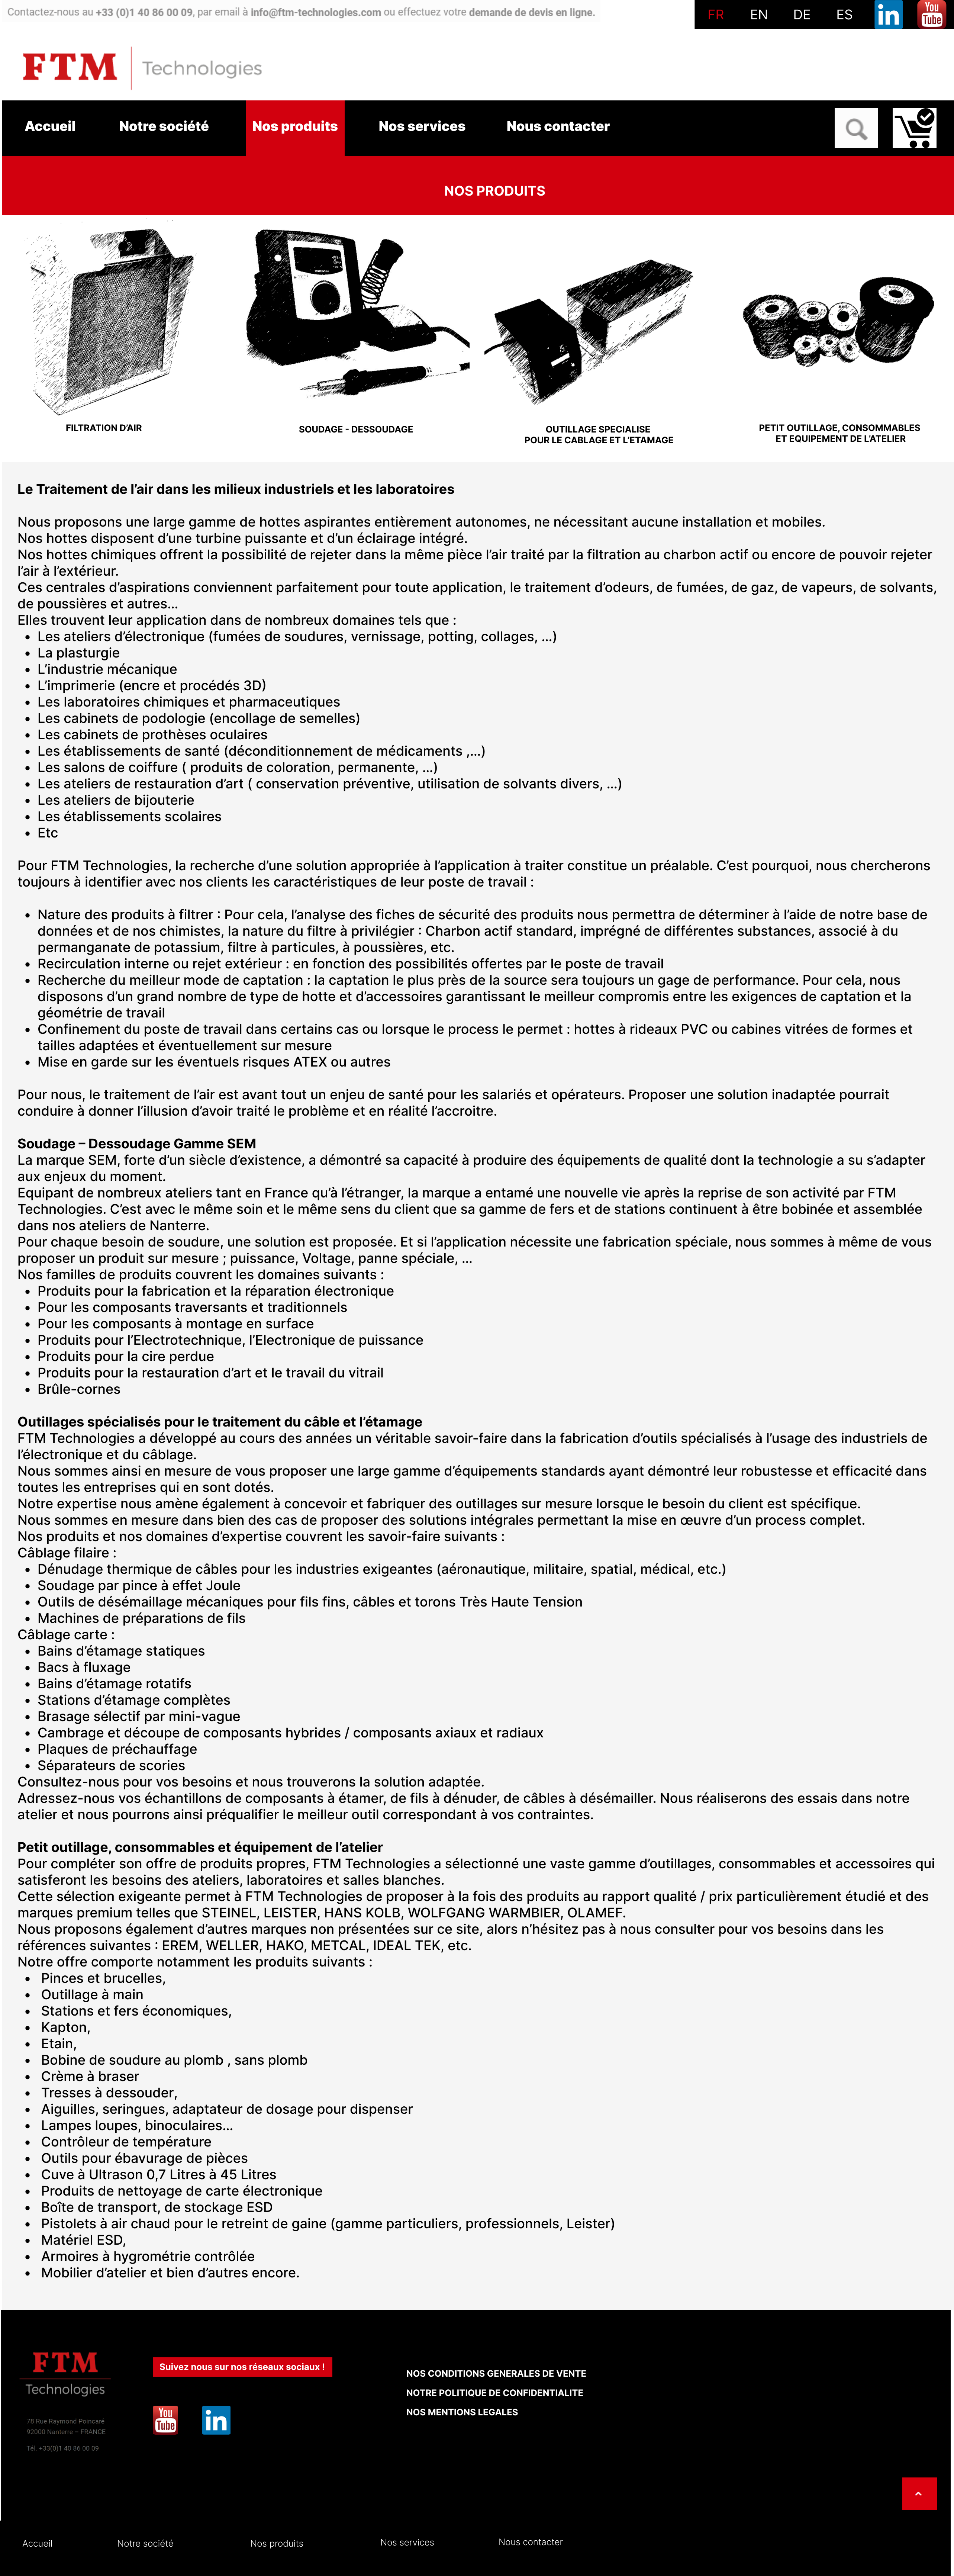 Contactez-nous au +33 (0)1 40 86 00 09, par email à info@ftm-technologies.com ou effectuez votre demande de devis en ligne.
FR EN DE ES in You Tube
FTM Technologies
Accueil Notre société Nos produits Nos services Nous contacter
NOS PRODUITS
FILTRATION D'AIR
SOUDAGE - DESSOUDAGE
OUTILLAGE SPECIALISE
POUR LE CABLAGE ET L'ETAMAGE
PETIT OUTILLAGE, CONSOMMABLES
ET EQUIPEMENT DE L'ATELIER
Le Traitement de l'air dans les milieux industriels et les laboratoires
Nous proposons une large gamme de hottes aspirantes entièrement autonomes, ne nécessitant aucune installation et mobiles.
Nos hottes disposent d'une turbine puissante et d'un éclairage intégré.
Nos hottes chimiques offrent la possibilité de rejeter dans la même pièce l'air traité par la filtration au charbon actif ou encore de pouvoir rejeter
l'air à l'extérieur.
Ces centrales d'aspirations conviennent parfaitement pour toute application, le traitement d'odeurs, de fumées, de gaz, de vapeurs, de solvants,
de poussières et autres...
Elles trouvent leur application dans de nombreux domaines tels que :
• Les ateliers d'électronique (fumées de soudures, vernissage, potting, collages, ...)
• La plasturgie
• L'industrie mécanique
• L'imprimerie (encre et procédés 3D)
• Les laboratoires chimiques et pharmaceutiques
• Les cabinets de podologie (encollage de semelles)
• Les cabinets de prothèses oculaires
• Les établissements de santé (déconditionnement de médicaments ,...)
• Les salons de coiffure ( produits de coloration, permanente, ...)
• Les ateliers de restauration d'art ( conservation préventive, utilisation de solvants divers, ...)
• Les ateliers de bijouterie
• Les établissements scolaires
• Etc
Pour FTM Technologies, la recherche d'une solution appropriée à l'application à traiter constitue un préalable. C'est pourquoi, nous chercherons
toujours à identifier avec nos clients les caractéristiques de leur poste de travail :
• Nature des produits à filtrer : Pour cela, l'analyse des fiches de sécurité des produits nous permettra de déterminer à l'aide de notre base de
données et de nos chimistes, la nature du filtre à privilégier : Charbon actif standard, imprégné de différentes substances, associé à du
permanganate de potassium, filtre à particules, à poussières, etc.
• Recirculation interne ou rejet extérieur : en fonction des possibilités offertes par le poste de travail
• Recherche du meilleur mode de captation : la captation le plus près de la source sera toujours un gage de performance. Pour cela, nous
disposons d'un grand nombre de type de hotte et d'accessoires garantissant le meilleur compromis entre les exigences de captation et la
géométrie de travail
• Confinement du poste de travail dans certains cas ou lorsque le process le permet : hottes à rideaux PVC ou cabines vitrées de formes et
tailles adaptées et éventuellement sur mesure
• Mise en garde sur les éventuels risques ATEX ou autres
Pour nous, le traitement de l'air est avant tout un enjeu de santé pour les salariés et opérateurs. Proposer une solution inadaptée pourrait
conduire à donner l'illusion d'avoir traité le problème et en réalité l'accroitre.
Soudage – Dessoudage Gamme SEM
La marque SEM, forte d'un siècle d'existence, a démontré sa capacité à produire des équipements de qualité dont la technologie a su s'adapter
aux enjeux du moment.
Equipant de nombreux ateliers tant en France qu'à l'étranger, la marque a entamé une nouvelle vie après la reprise de son activité par FTM
Technologies. C'est avec le même soin et le même sens du client que sa gamme de fers et de stations continuent à être bobinée et assemblée
dans nos ateliers de Nanterre.
Pour chaque besoin de soudure, une solution est proposée. Et si l'application nécessite une fabrication spéciale, nous sommes à même de vous
proposer un produit sur mesure ; puissance, Voltage, panne spéciale, ...
Nos familles de produits couvrent les domaines suivants :
• Produits pour la fabrication et la réparation électronique
• Pour les composants traversants et traditionnels
• Pour les composants à montage en surface
• Produits pour l'Electrotechnique, l'Electronique de puissance
• Produits pour la cire perdue
• Produits pour la restauration d'art et le travail du vitrail
• Brûle-cornes
Outillages spécialisés pour le traitement du câble et l'étamage
FTM Technologies a développé au cours des années un véritable savoir-faire dans la fabrication d'outils spécialisés à l'usage des industriels de
l'électronique et du câblage.
Nous sommes ainsi en mesure de vous proposer une large gamme d'équipements standards ayant démontré leur robustesse et efficacité dans
toutes les entreprises qui en sont dotés.
Notre expertise nous amène également à concevoir et fabriquer des outillages sur mesure lorsque le besoin du client est spécifique.
Nous sommes en mesure dans bien des cas de proposer des solutions intégrales permettant la mise en œuvre d'un process complet.
Nos produits et nos domaines d'expertise couvrent les savoir-faire suivants :
Câblage filaire :
• Dénudage thermique de câbles pour les industries exigeantes (aéronautique, militaire, spatial, médical, etc.)
• Soudage par pince à effet Joule
• Outils de désémaillage mécaniques pour fils fins, câbles et torons Très Haute Tension
• Machines de préparations de fils
Câblage carte :
• Bains d'étamage statiques
• Bacs à fluxage
• Bains d'étamage rotatifs
• Stations d'étamage complètes
• Brasage sélectif par mini-vague
• Cambrage et découpe de composants hybrides / composants axiaux et radiaux
• Plaques de préchauffage
• Séparateurs de scories
Consultez-nous pour vos besoins et nous trouverons la solution adaptée.
Adressez-nous vos échantillons de composants à étamer, de fils à dénuder, de câbles à désémailler. Nous réaliserons des essais dans notre
atelier et nous pourrons ainsi préqualifier le meilleur outil correspondant à vos contraintes.
Petit outillage, consommables et équipement de l'atelier
Pour compléter son offre de produits propres, FTM Technologies a sélectionné une vaste gamme d'outillages, consommables et accessoires qui
satisferont les besoins des ateliers, laboratoires et salles blanches.
Cette sélection exigeante permet à FTM Technologies de proposer à la fois des produits au rapport qualité / prix particulièrement étudié et des
marques premium telles que STEINEL, LEISTER, HANS KOLB, WOLFGANG WARMBIER, OLAMEF.
Nous proposons également d'autres marques non présentées sur ce site, alors n'hésitez pas à nous consulter pour vos besoins dans les
références suivantes : EREM, WELLER, HAKO, METCAL, IDEAL TEK, etc.
Notre offre comporte notamment les produits suivants :
• Pinces et brucelles,
• Outillage à main
• Stations et fers économiques,
• Kapton,
• Etain,
• Bobine de soudure au plomb , sans plomb
• Crème à braser
• Tresses à dessouder,
• Aiguilles, seringues, adaptateur de dosage pour dispenser
• Lampes loupes, binoculaires...
• Contrôleur de température
• Outils pour ébavurage de pièces
• Cuve à Ultrason 0,7 Litres à 45 Litres
• Produits de nettoyage de carte électronique
• Boîte de transport, de stockage ESD
• Pistolets à air chaud pour le retreint de gaine (gamme particuliers, professionnels, Leister)
• Matériel ESD,
• Armoires à hygrométrie contrôlée
• Mobilier d'atelier et bien d'autres encore.
FTM
Technologies
78 Rue Raymond Poincaré
92000 Nanterre – FRANCE
Tél. +33(0)1 40 86 00 09
Suivez nous sur nos réseaux sociaux !
You Tube in
NOS CONDITIONS GENERALES DE VENTE
NOTRE POLITIQUE DE CONFIDENTIALITE
NOS MENTIONS LEGALES
Accueil Notre société Nos produits Nos services Nous contacter